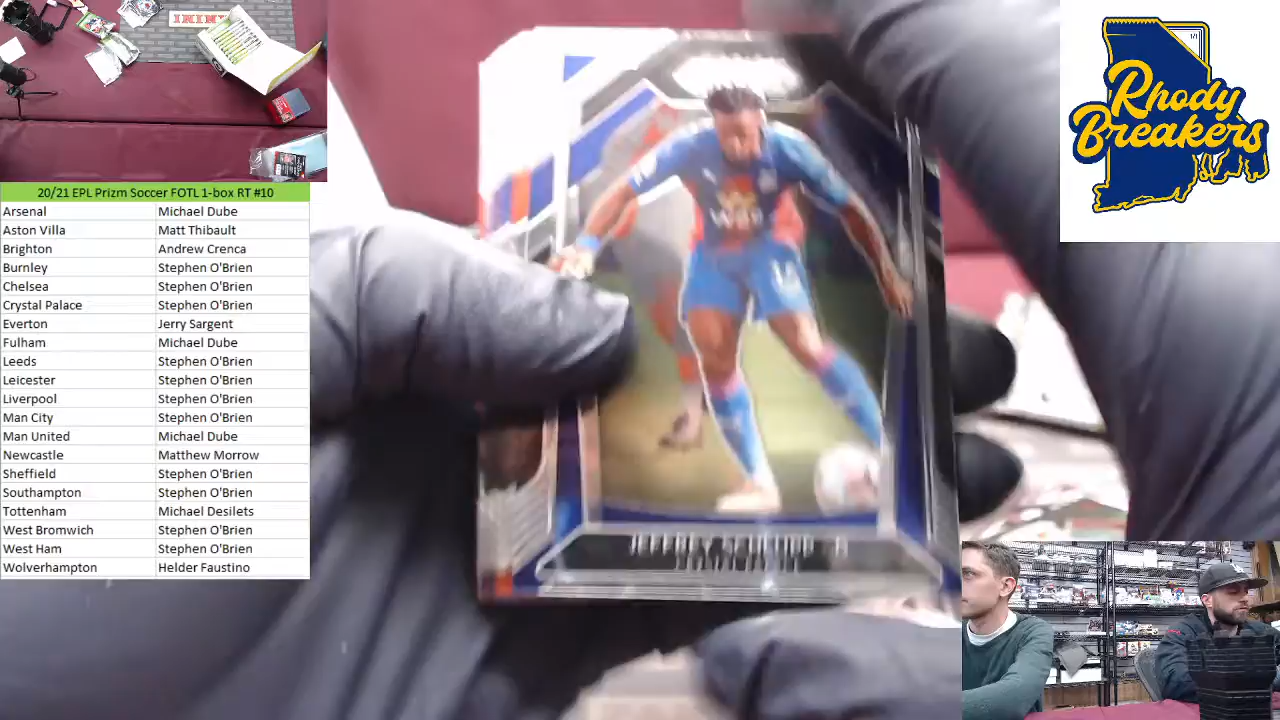 PANINI
Rhody
Breakers
20/21 EPL Prizm Soccer FOTL 1-box RT #10
Arsenal Michael Dube
Aston Villa Matt Thibault
Brighton Andrew Crenca
Burnley Stephen O'Brien
Chelsea Stephen O'Brien
Crystal Palace Stephen O'Brien
Everton Jerry Sargent
Fulham Michael Dube
Leeds Stephen O'Brien
Leicester Stephen O'Brien
Liverpool Stephen O'Brien
Man City Stephen O'Brien
Man United Michael Dube
Newcastle Matthew Morrow
Sheffield Stephen O'Brien
Southampton Stephen O'Brien
Tottenham Michael Desilets
West Bromwich Stephen O'Brien
West Ham Stephen O'Brien
Wolverhampton Helder Faustino
JEFFREY SCHLUPP